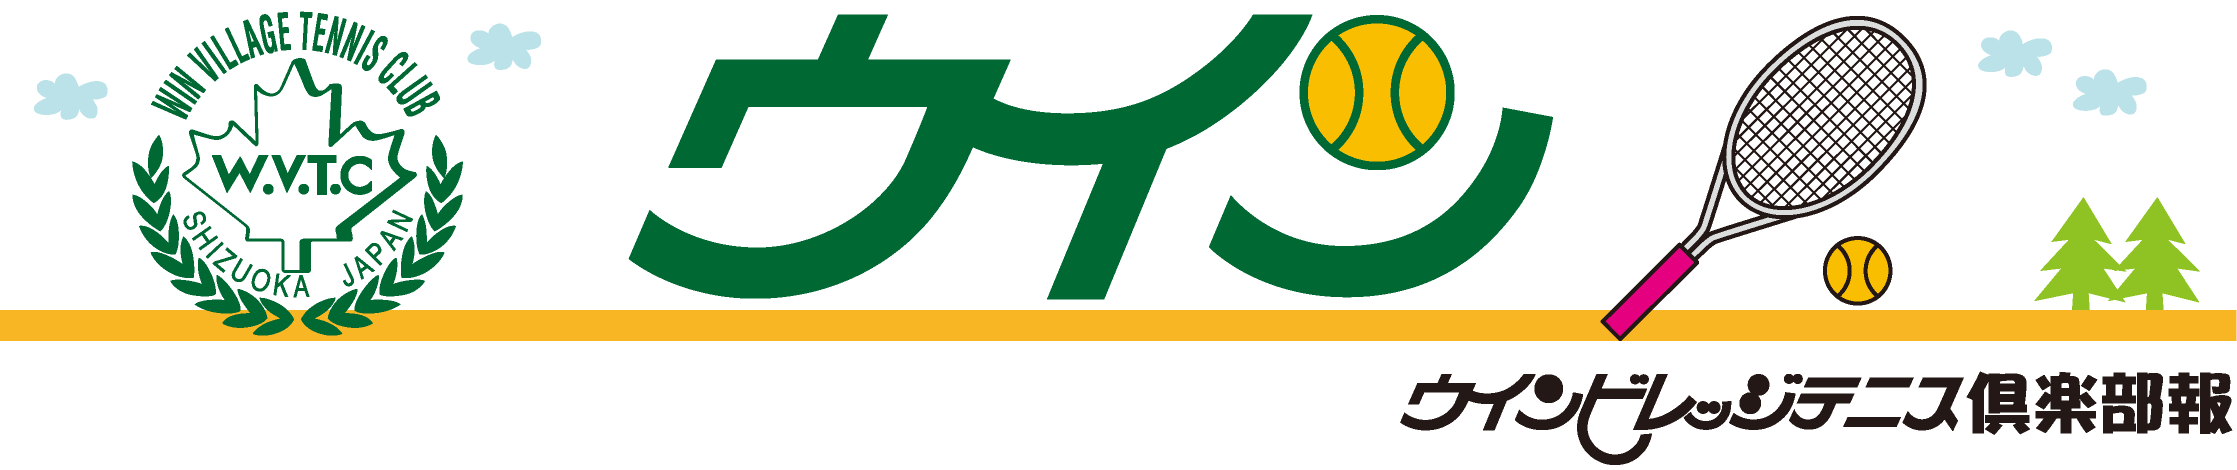 WIN VILLAGE TENNIS CLUB
W.V.T.C
SHIZUOKA JAPAN
ウイン
ウインビレッジテニス倶楽部報